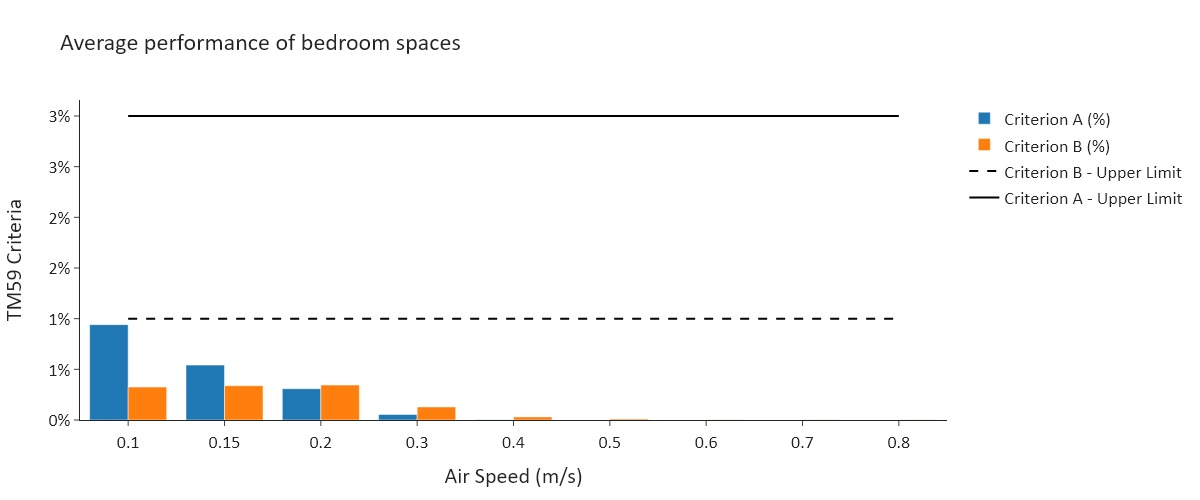 Average performance of bedroom spaces
TM59 Criteria
3%
3%
2%
2%
1%
1%
0%
0.1 0.15 0.2 0.3 0.4 0.5 0.6 0.7 0.8
Air Speed (m/s)
Criterion A (%)
Criterion B (%)
Criterion B - Upper Limit
Criterion A - Upper Limit